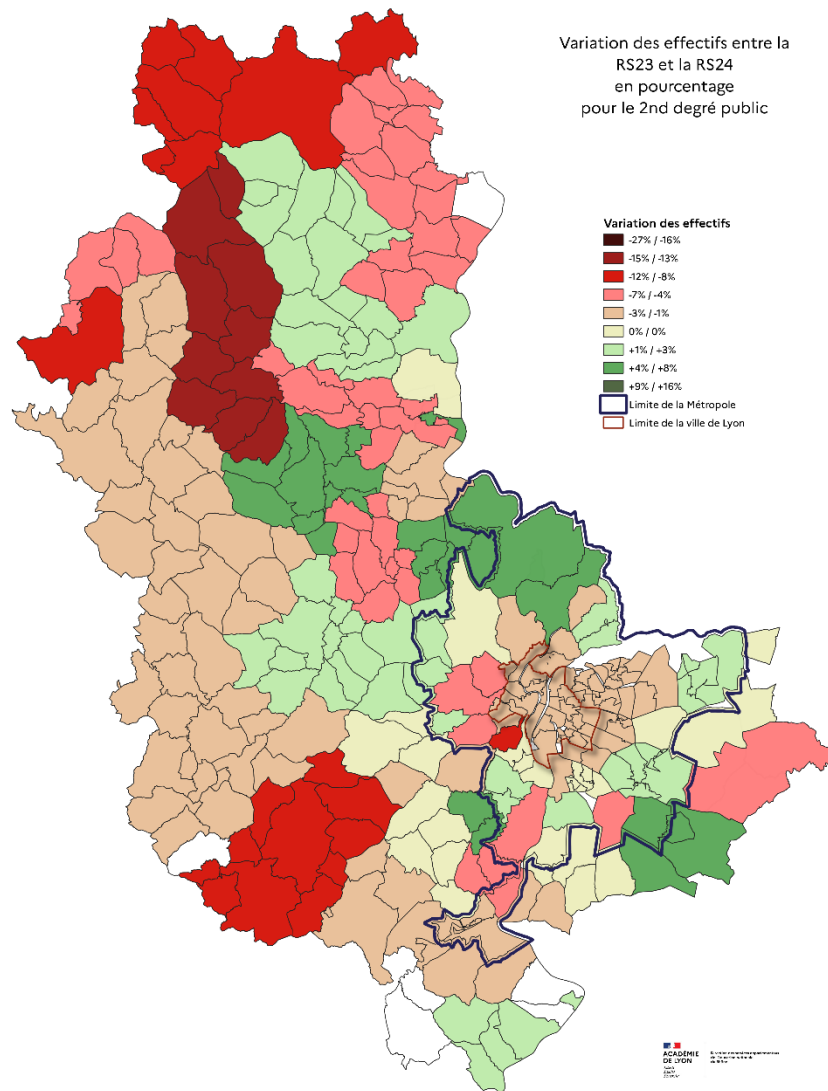 Variation des effectifs entre la
RS23 et la RS24
en pourcentage
pour le 2nd degré public
Variation des effectifs
-27% / -16%
-15% / -13%
-12% / -8%
-7% / -4%
-3% / -1%
0% / 0%
+1% / +3%
+4% / +8%
+9% / +16%
Limite de la Métropole
Limite de la ville de Lyon
ACADÉMIE
DE LYON